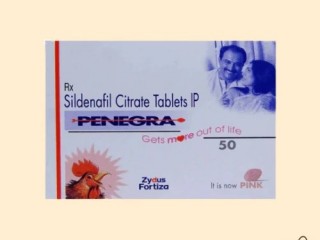 Rx
Sildenafil Citrate Tablets IP
PENEGRA
Gets more out of life
50
Zydus
Fortiza
It is now PINK